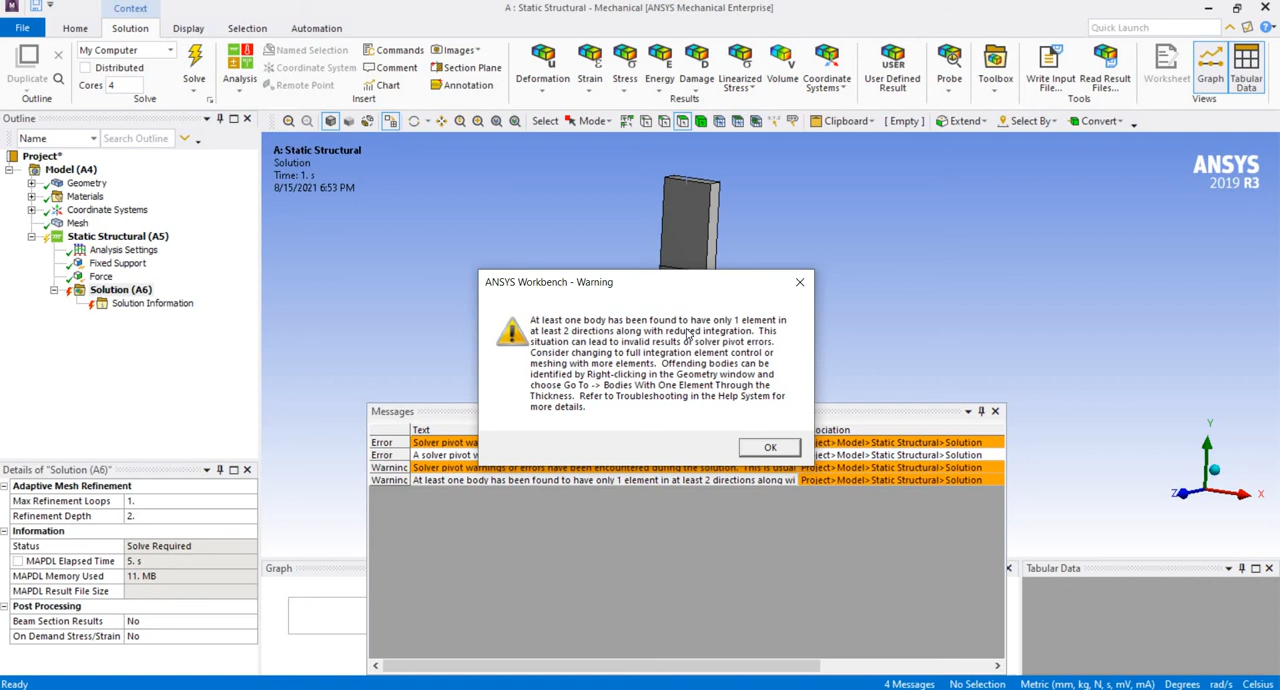 A : Static Structural - Mechanical [ANSYS Mechanical Enterprise]
Context
File Home Solution Display Selection Automation
Quick Launch
Duplicate
Outline
My Computer
Distributed
Cores 4
Solve
Solve
Analysis
Named Selection
Coordinate System
Remote Point
Commands
Comment
Chart
Images
Section Plane
Annotation
Insert
Deformation Strain Stress Energy Damage Linearized Stress Volume Coordinate Systems
Results
User Defined Result
Probe
Toolbox
Write Input File...
Read Result Files...
Tools
Worksheet
Graph
Tabular Data
Views
Outline
Select Mode Clipboard [ Empty ] Extend Select By Convert
Name Search Outline
Project*
Model (A4)
Geometry
Materials
Coordinate Systems
Mesh
Static Structural (A5)
Analysis Settings
Fixed Support
Force
Solution (A6)
Solution Information
A: Static Structural
Solution
Time: 1. s
8/15/2021 6:53 PM
ANSYS
2019 R3
ANSYS Workbench - Warning
At least one body has been found to have only 1 element in
at least 2 directions along with reduced integration. This
situation can lead to invalid results or solver pivot errors.
Consider changing to full integration element control or
meshing with more elements. Offending bodies can be
identified by Right-clicking in the Geometry window and
choose Go To -> Bodies With One Element Through the
Thickness. Refer to Troubleshooting in the Help System for
more details.
OK
Messages
Text ociation
Error Solver pivot wa roject>Model>Static Structural>Solution
Error A solver pivot w roject>Model>Static Structural>Solution
Warning Solver pivot warnings or errors have been encountered during the solution. This is usual Project>Model>Static Structural>Solution
Warning At least one body has been found to have only 1 element in at least 2 directions along wi Project>Model>Static Structural>Solution
Y
Z
X
Details of "Solution (A6)"
Adaptive Mesh Refinement
Max Refinement Loops 1.
Refinement Depth 2.
Information
Status Solve Required
MAPDL Elapsed Time 5. s
MAPDL Memory Used 11. MB
MAPDL Result File Size
Post Processing
Beam Section Results No
On Demand Stress/Strain No
Graph
Tabular Data
Ready
4 Messages No Selection Metric (mm, kg, N, s, mV, mA) Degrees rad/s Celsius